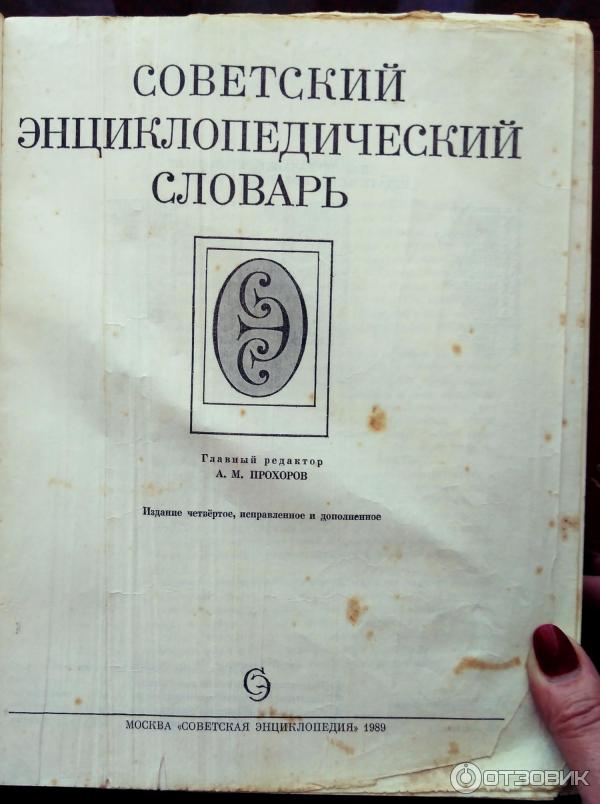 СОВЕТСКИЙ
ЭНЦИКЛОПЕДИЧЕСКИЙ
СЛОВАРЬ
Главный редактор
А. М. ПРОХОРОВ
Издание четвёртое, исправленное и дополненное
МОСКВА «СОВЕТСКАЯ ЭНЦИКЛОПЕДИЯ» 1989
ОТЗОВИК